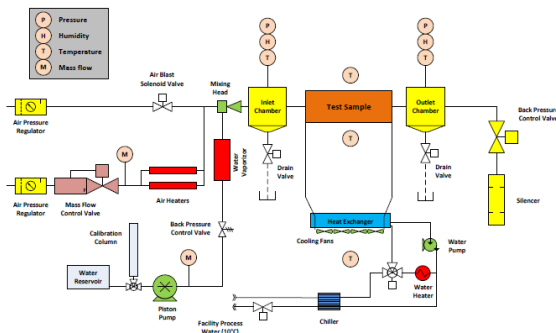 P Pressure
H Humidity
T Temperature
M Mass flow
P
H
T
P
H
T
Air Blast
Solenoid Valve
Mixing
Head
Inlet
Chamber
T
Test Sample
Outlet
Chamber
Back Pressure
Control Valve
Air Pressure
Regulator
M
Water
Vaporizer
T
Drain
Valve
Drain
Valve
Air Heaters
Air Pressure
Regulator
Mass Flow
Control Valve
Silencer
Back Pressure
Control Valve
Heat Exchanger
Cooling Fans
Calibration
Column
Water
Pump
M
T
Water
Reservoir
Piston
Pump
Water
Heater
Facility Process
Water (10°C)
Chiller